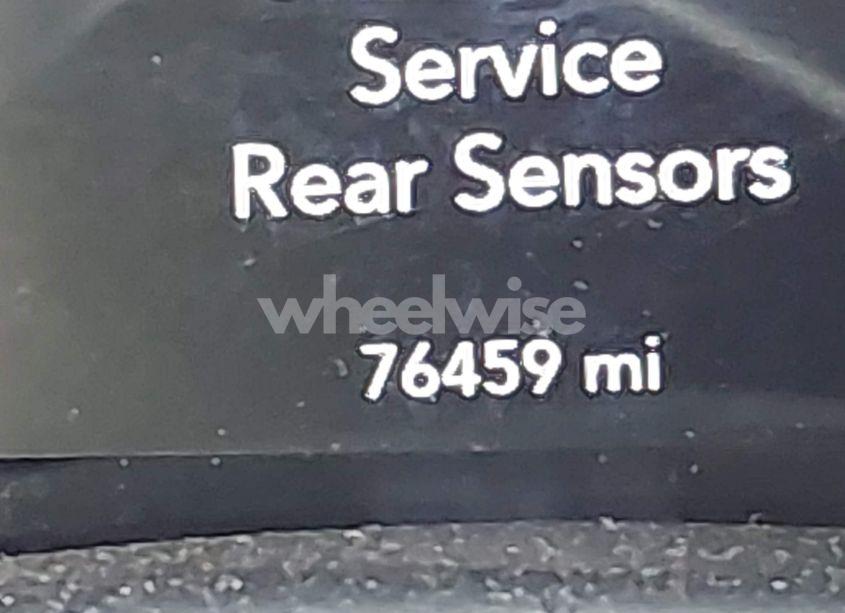 Service
Rear Sensors
wheelwise
76459 mi